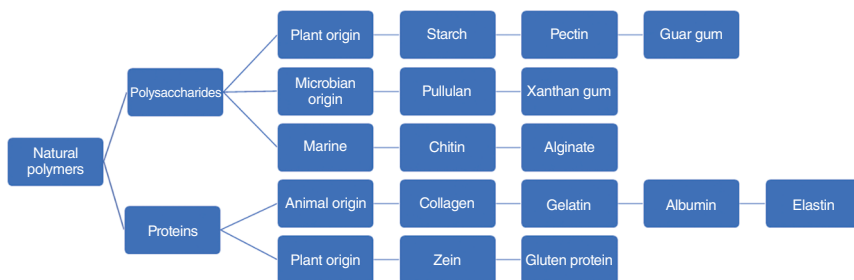 Plant origin
Starch
Pectin
Guar gum
Microbian
origin
Pullulan
Xanthan gum
Polysaccharides
Marine
Chitin
Alginate
Natural
polymers
Animal origin
Collagen
Gelatin
Albumin
Elastin
Proteins
Plant origin
Zein
Gluten protein